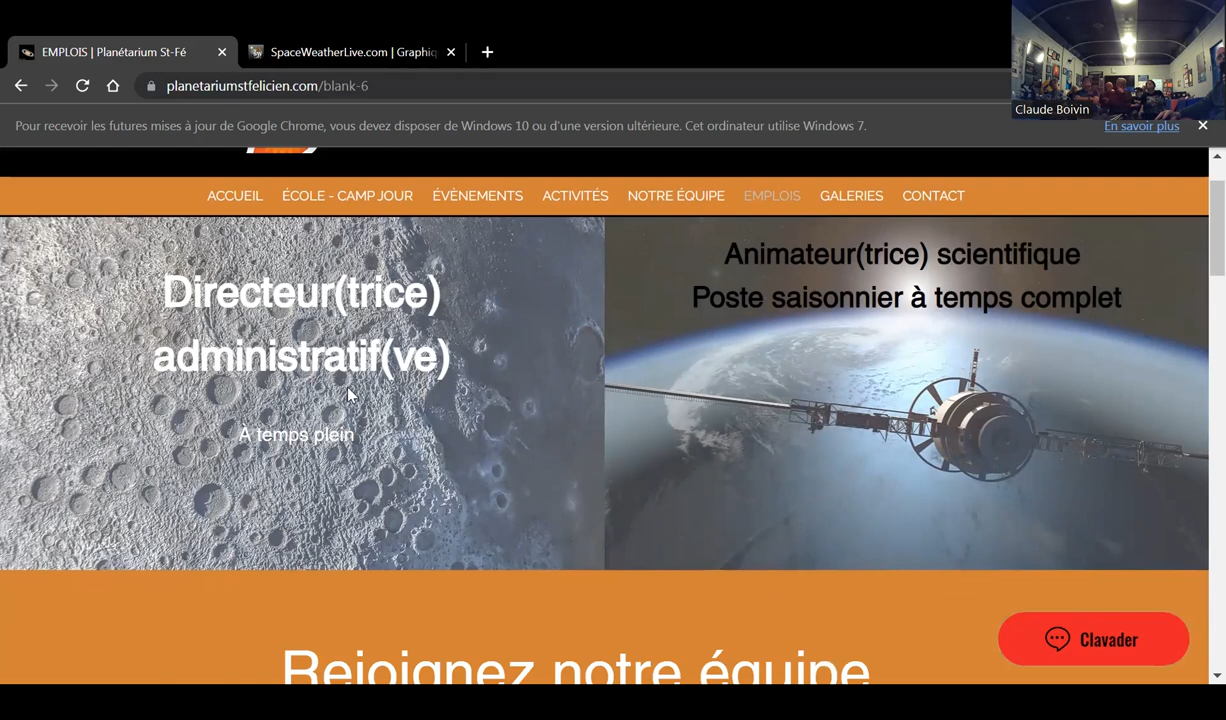 EMPLOIS | Planétarium St-Fé
SpaceWeatherLive.com | Graphiq
planetariumstfelicien.com/blank-6
Claude Boivin
Pour recevoir les futures mises à jour de Google Chrome, vous devez disposer de Windows 10 ou d'une version ultérieure. Cet ordinateur utilise Windows 7.
En savoir plus
ACCUEIL ÉCOLE - CAMP JOUR ÉVÈNEMENTS ACTIVITÉS NOTRE ÉQUIPE EMPLOIS GALERIES CONTACT
Directeur(trice)
administratif(ve)
À temps plein
Animateur(trice) scientifique
Poste saisonnier à temps complet
Rejoignez notre équipe
Clavader